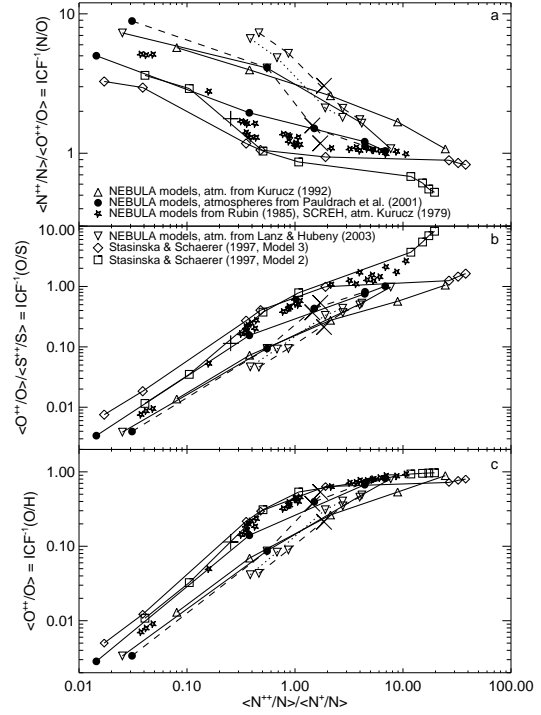 a
10
1
<N⁺⁺/N>/<O⁺⁺/O> = ICF⁻¹(N/O)
NEBULA models, atm. from Kurucz (1992)
NEBULA models, atmospheres from Pauldrach et al. (2001)
NEBULA models from Rubin (1985), SCREH, atm. Kurucz (1979)
NEBULA models, atm. from Lanz & Hubeny (2003)
Stasinska & Schaerer (1997, Model 3)
Stasinska & Schaerer (1997, Model 2)
b
10.00
1.00
0.10
0.01
<O⁺⁺/O>/<S⁺⁺/S> = ICF⁻¹(O/S)
c
1.00
0.10
0.01
<O⁺⁺/O> = ICF⁻¹(O/H)
0.01 0.10 1.00 10.00 100.00
<N⁺⁺/N>/<N⁺/N>